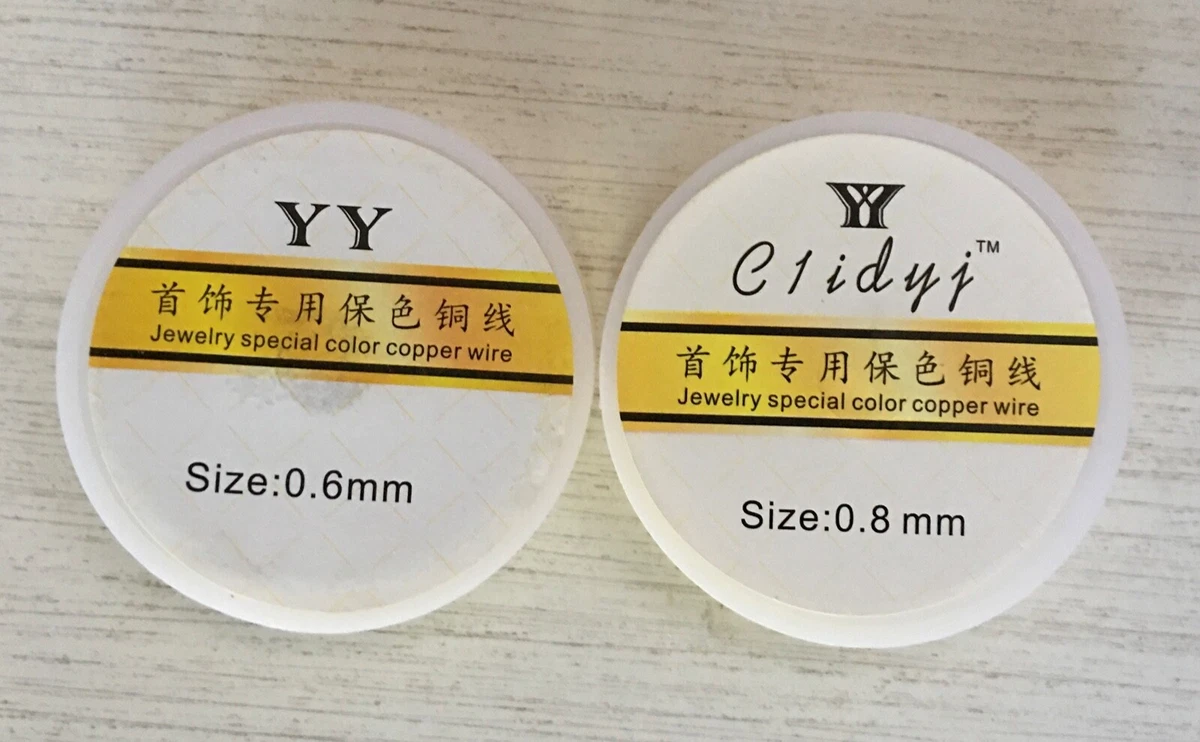 YY
首饰专用保色铜线
Jewelry special color copper wire
Size:0.6mm
YY
C1idyj™
首饰专用保色铜线
Jewelry special color copper wire
Size:0.8 mm